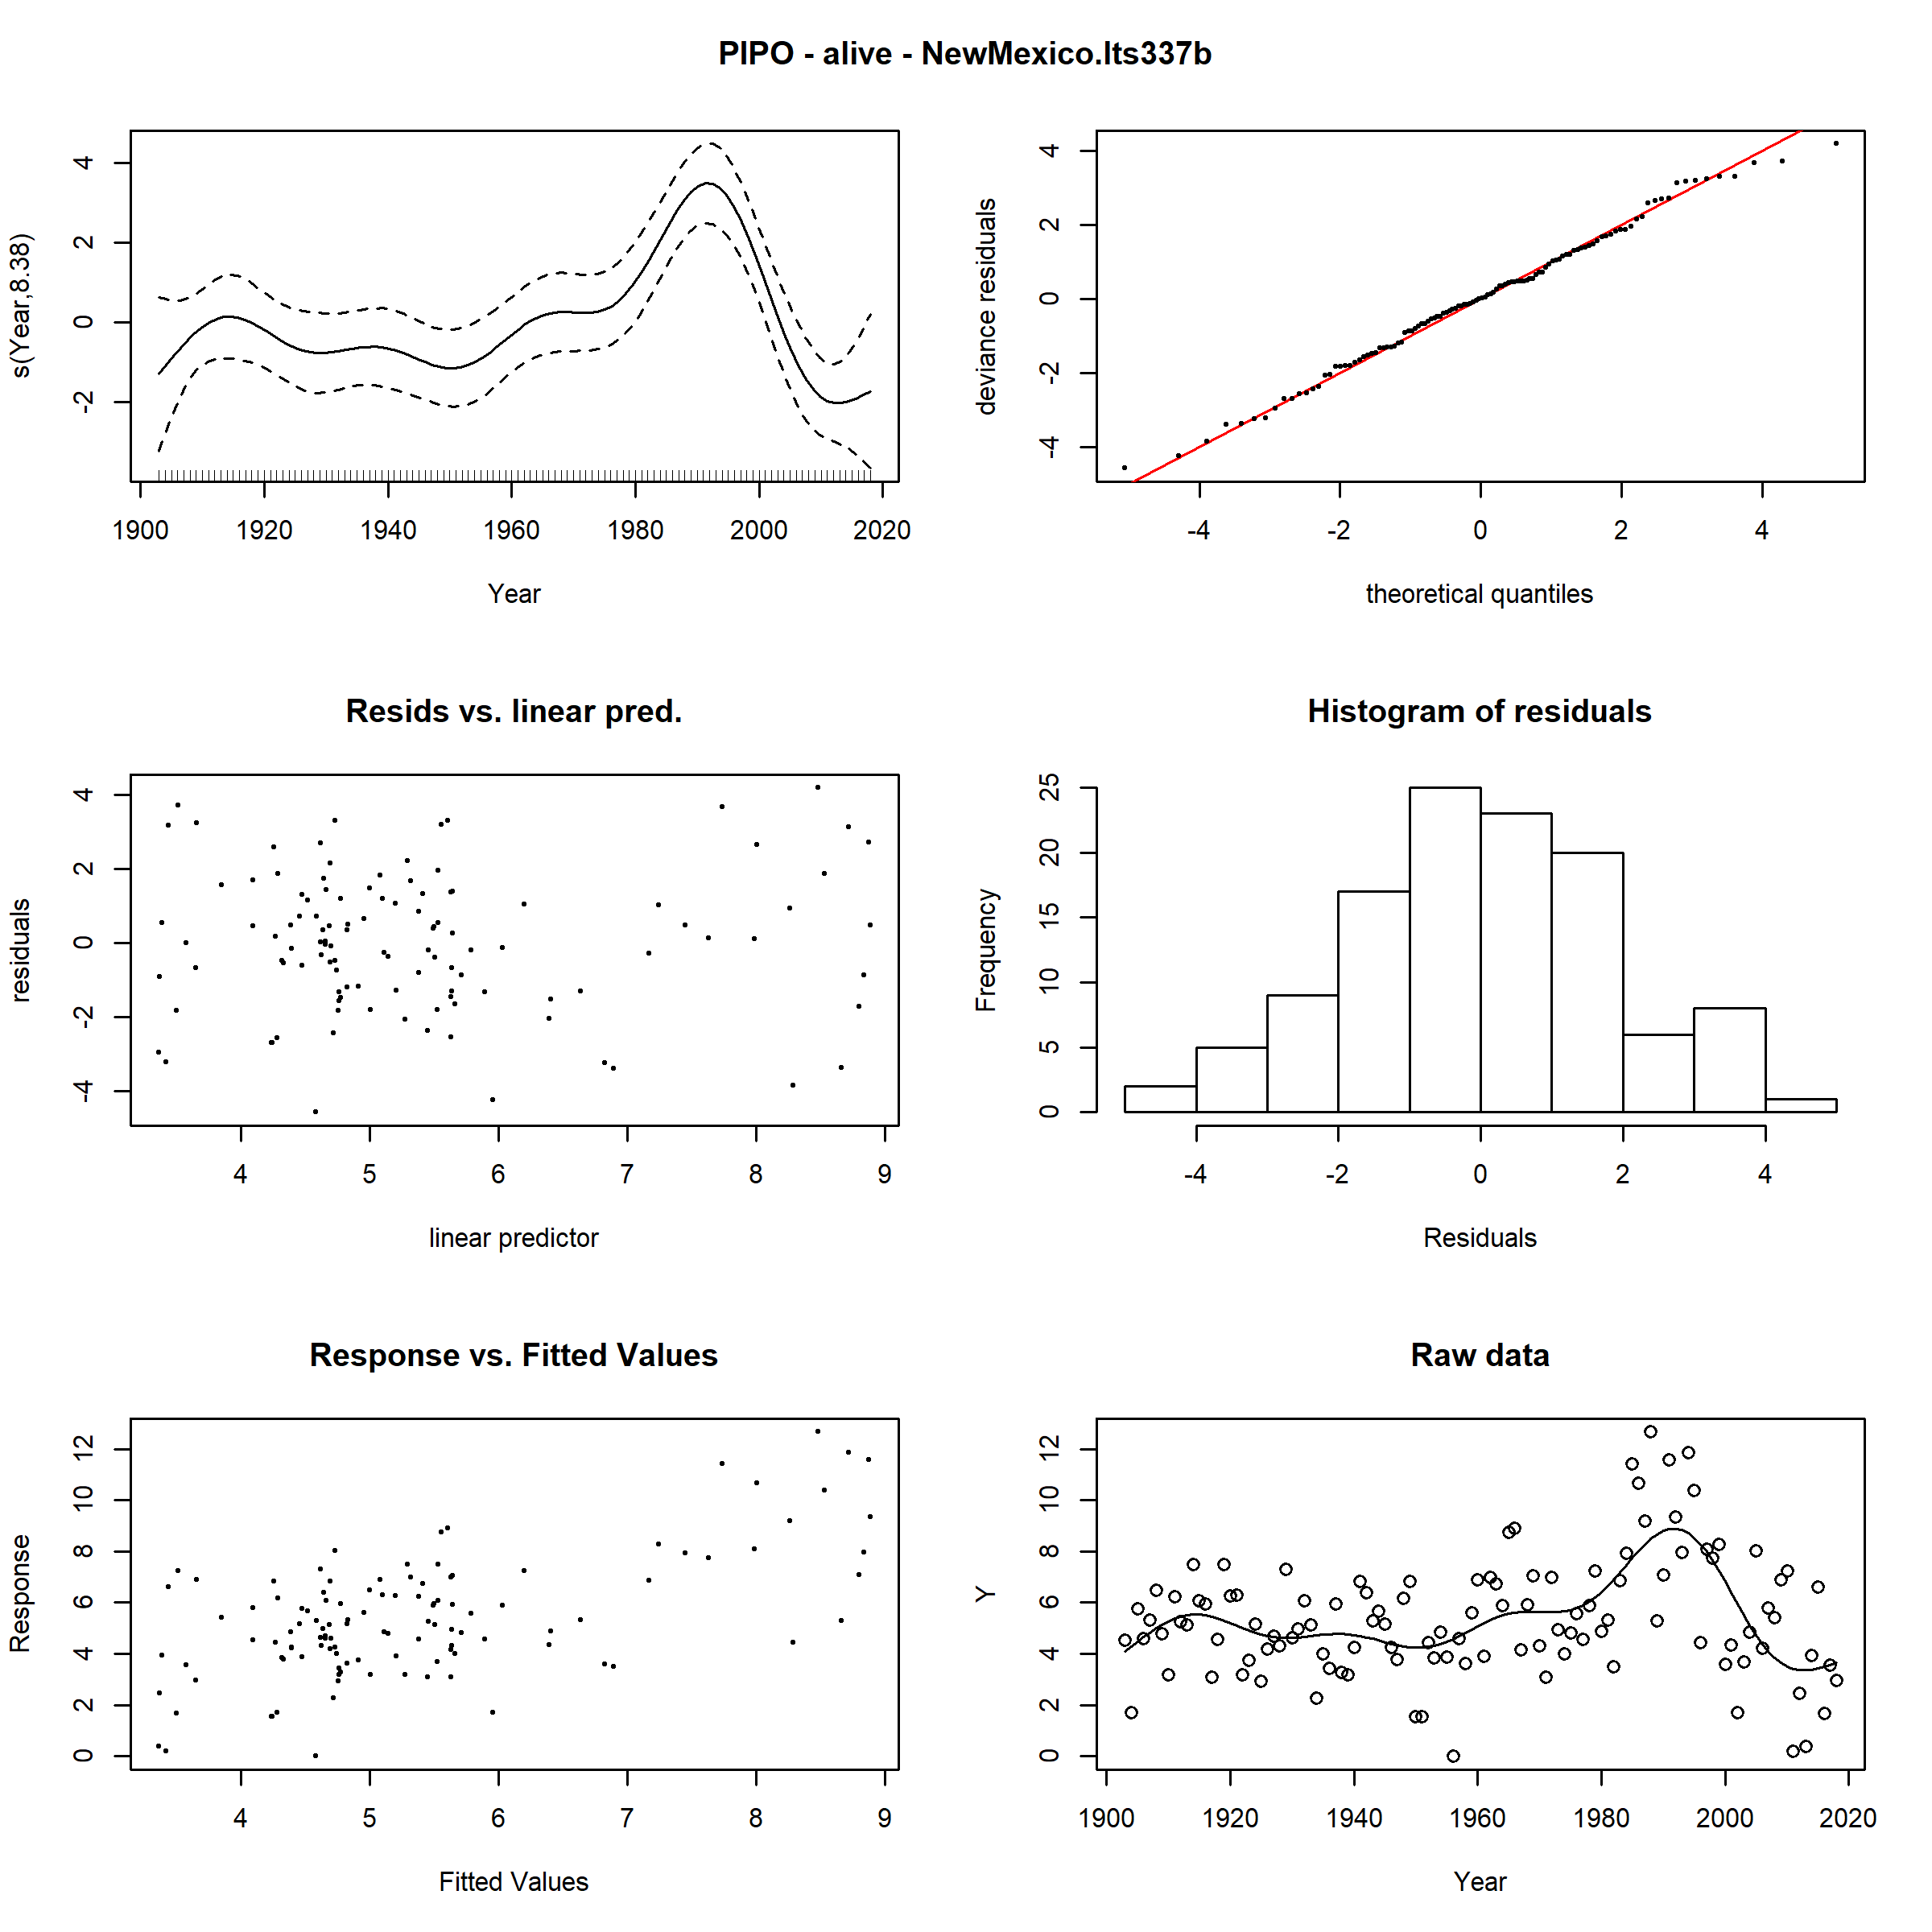 PIPO - alive - NewMexico.lts337b
s(Year,8.38)
4
2
0
-2
1900 1920 1940 1960 1980 2000 2020
Year
deviance residuals
4
2
0
-2
-4
-4 -2 0 2 4
theoretical quantiles
Resids vs. linear pred.
residuals
4
2
0
-2
-4
4 5 6 7 8 9
linear predictor
Histogram of residuals
Frequency
25
20
15
10
5
0
-4 -2 0 2 4
Residuals
Response vs. Fitted Values
Response
12
10
8
6
4
2
0
4 5 6 7 8 9
Fitted Values
Raw data
Y
12
10
8
6
4
2
0
1900 1920 1940 1960 1980 2000 2020
Year